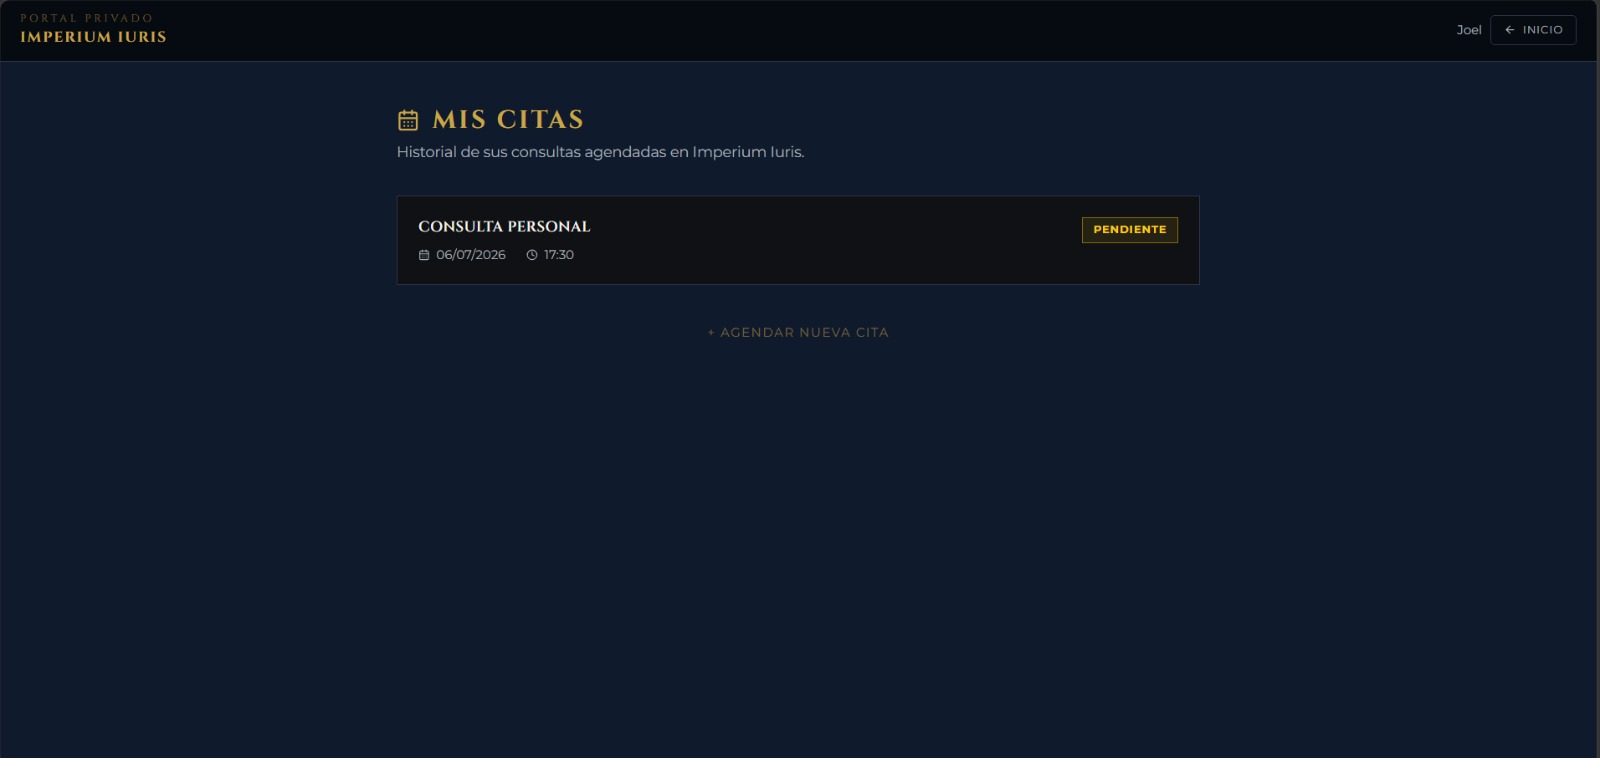 PORTAL PRIVADO
IMPERIUM IURIS
Joel
INICIO
MIS CITAS
Historial de sus consultas agendadas en Imperium Iuris.
CONSULTA PERSONAL
PENDIENTE
06/07/2026 17:30
+ AGENDAR NUEVA CITA